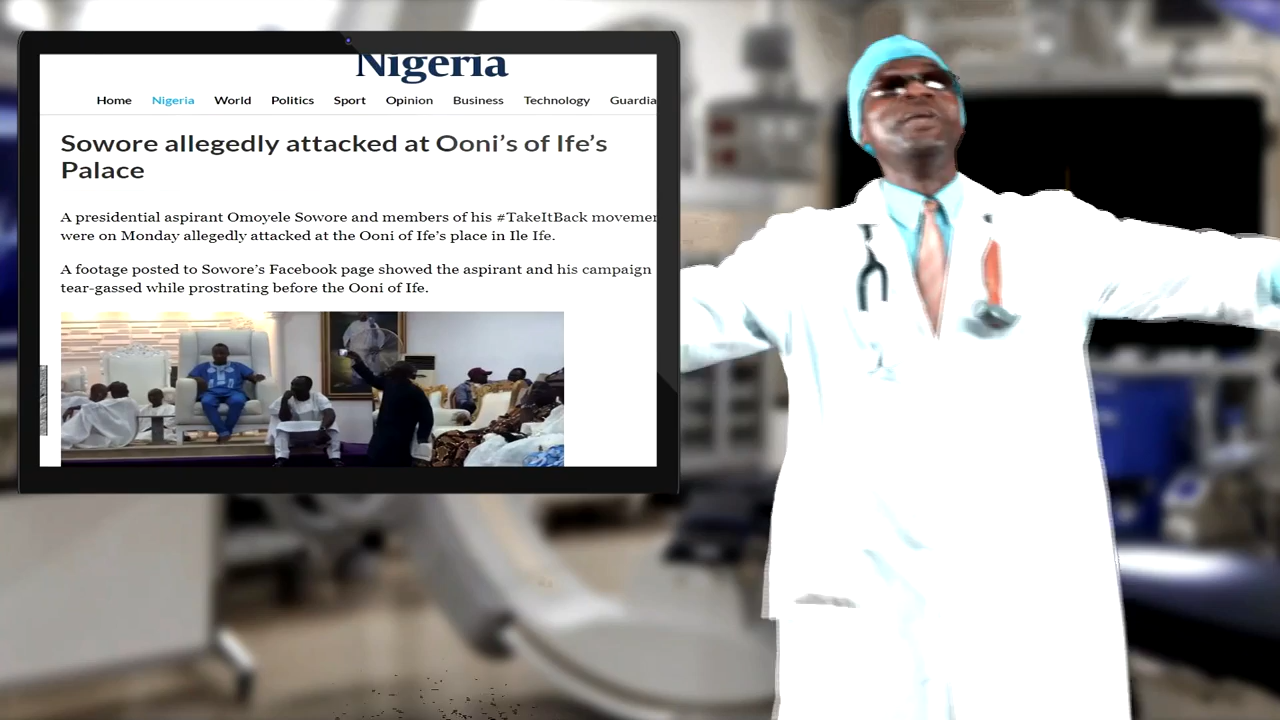 Nigeria
Home Nigeria World Politics Sport Opinion Business Technology Guardia
Sowore allegedly attacked at Ooni’s of Ife’s
Palace
A presidential aspirant Omoyele Sowore and members of his #TakeItBack movemen
were on Monday allegedly attacked at the Ooni of Ife’s place in Ile Ife.
A footage posted to Sowore’s Facebook page showed the aspirant and his campaign
tear-gassed while prostrating before the Ooni of Ife.